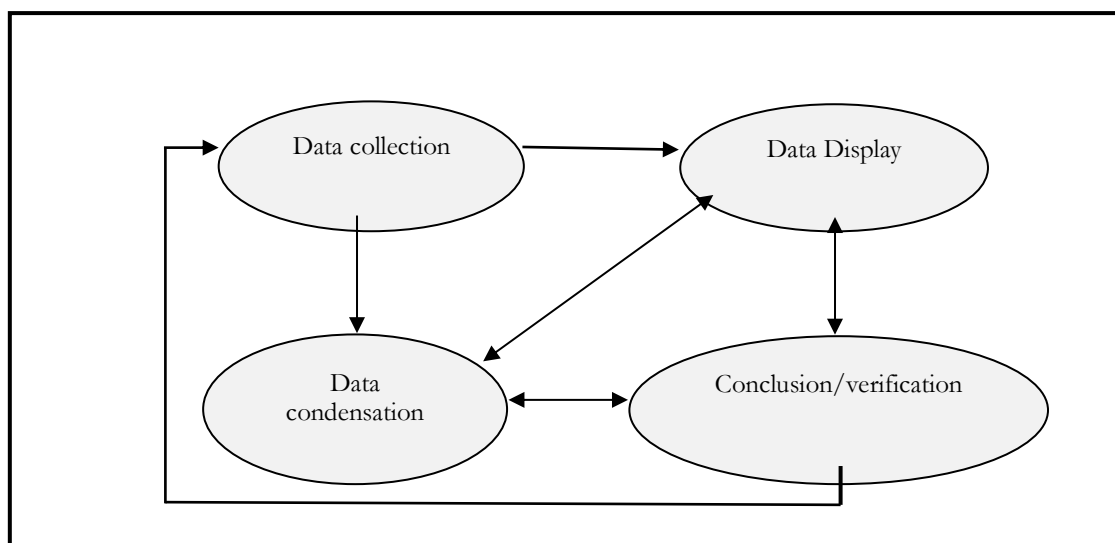 Data collection
Data Display
Data
condensation
Conclusion/verification